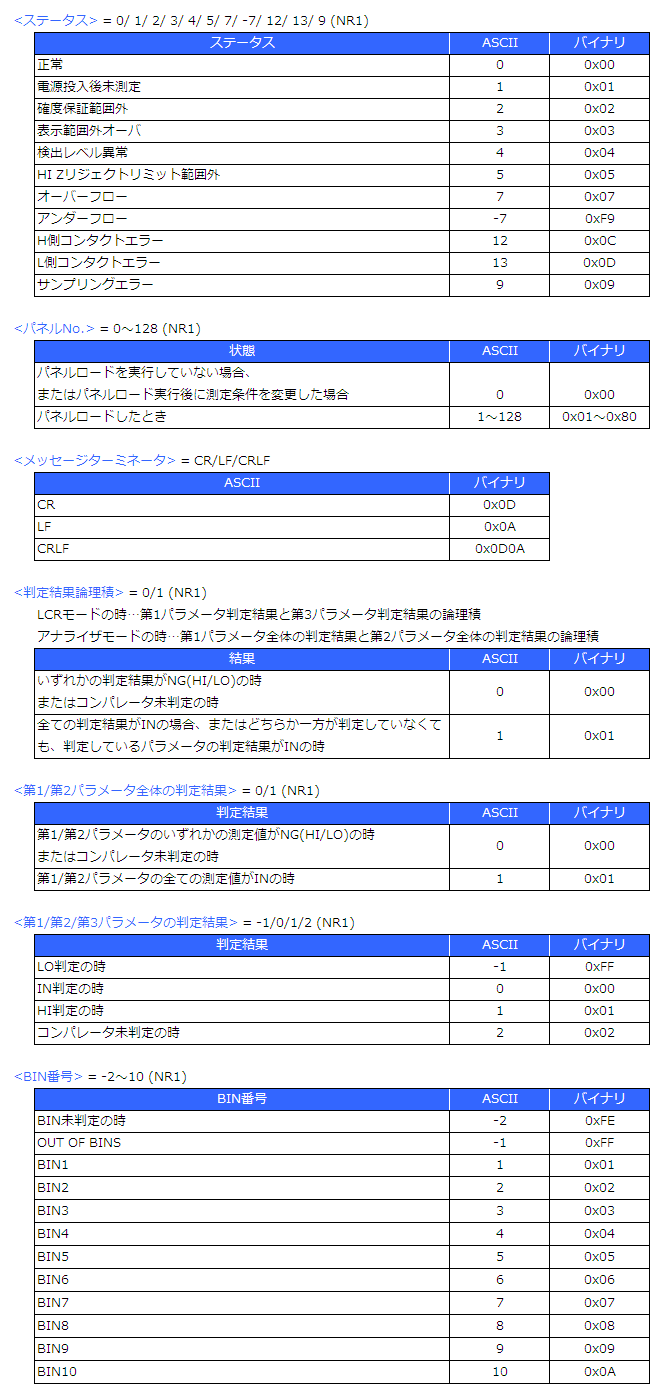 <ステータス> = 0/ 1/ 2/ 3/ 4/ 5/ 7/ -7/ 12/ 13/ 9 (NR1)
ステータス ASCII バイナリ
正常 0 0x00
電源投入後未測定 1 0x01
確度保証範囲外 2 0x02
表示範囲外オーバ 3 0x03
検出レベル異常 4 0x04
HI Zリジェクトリミット範囲外 5 0x05
オーバーフロー 7 0x07
アンダーフロー -7 0xF9
H側コンタクトエラー 12 0x0C
L側コンタクトエラー 13 0x0D
サンプリングエラー 9 0x09
<パネルNo.> = 0～128 (NR1)
状態 ASCII バイナリ
パネルロードを実行していない場合、
またはパネルロード実行後に測定条件を変更した場合 0 0x00
パネルロードしたとき 1～128 0x01～0x80
<メッセージターミネータ> = CR/LF/CRLF
ASCII バイナリ
CR 0x0D
LF 0x0A
CRLF 0x0D0A
<判定結果論理積> = 0/1 (NR1)
LCRモードの時…第1パラメータ判定結果と第3パラメータ判定結果の論理積
アナライザモードの時…第1パラメータ全体の判定結果と第2パラメータ全体の判定結果の論理積
結果 ASCII バイナリ
いずれかの判定結果がNG(HI/LO)の時
またはコンパレータ未判定の時 0 0x00
全ての判定結果がINの場合、またはどちらか一方が判定していなくて
も、判定しているパラメータの判定結果がINの時 1 0x01
<第1/第2パラメータ全体の判定結果> = 0/1 (NR1)
判定結果 ASCII バイナリ
第1/第2パラメータのいずれかの測定値がNG(HI/LO)の時
またはコンパレータ未判定の時 0 0x00
第1/第2パラメータの全ての測定値がINの時 1 0x01
<第1/第2/第3パラメータの判定結果> = -1/0/1/2 (NR1)
判定結果 ASCII バイナリ
LO判定の時 -1 0xFF
IN判定の時 0 0x00
HI判定の時 1 0x01
コンパレータ未判定の時 2 0x02
<BIN番号> = -2～10 (NR1)
BIN番号 ASCII バイナリ
BIN未判定の時 -2 0xFE
OUT OF BINS -1 0xFF
BIN1 1 0x01
BIN2 2 0x02
BIN3 3 0x03
BIN4 4 0x04
BIN5 5 0x05
BIN6 6 0x06
BIN7 7 0x07
BIN8 8 0x08
BIN9 9 0x09
BIN10 10 0x0A